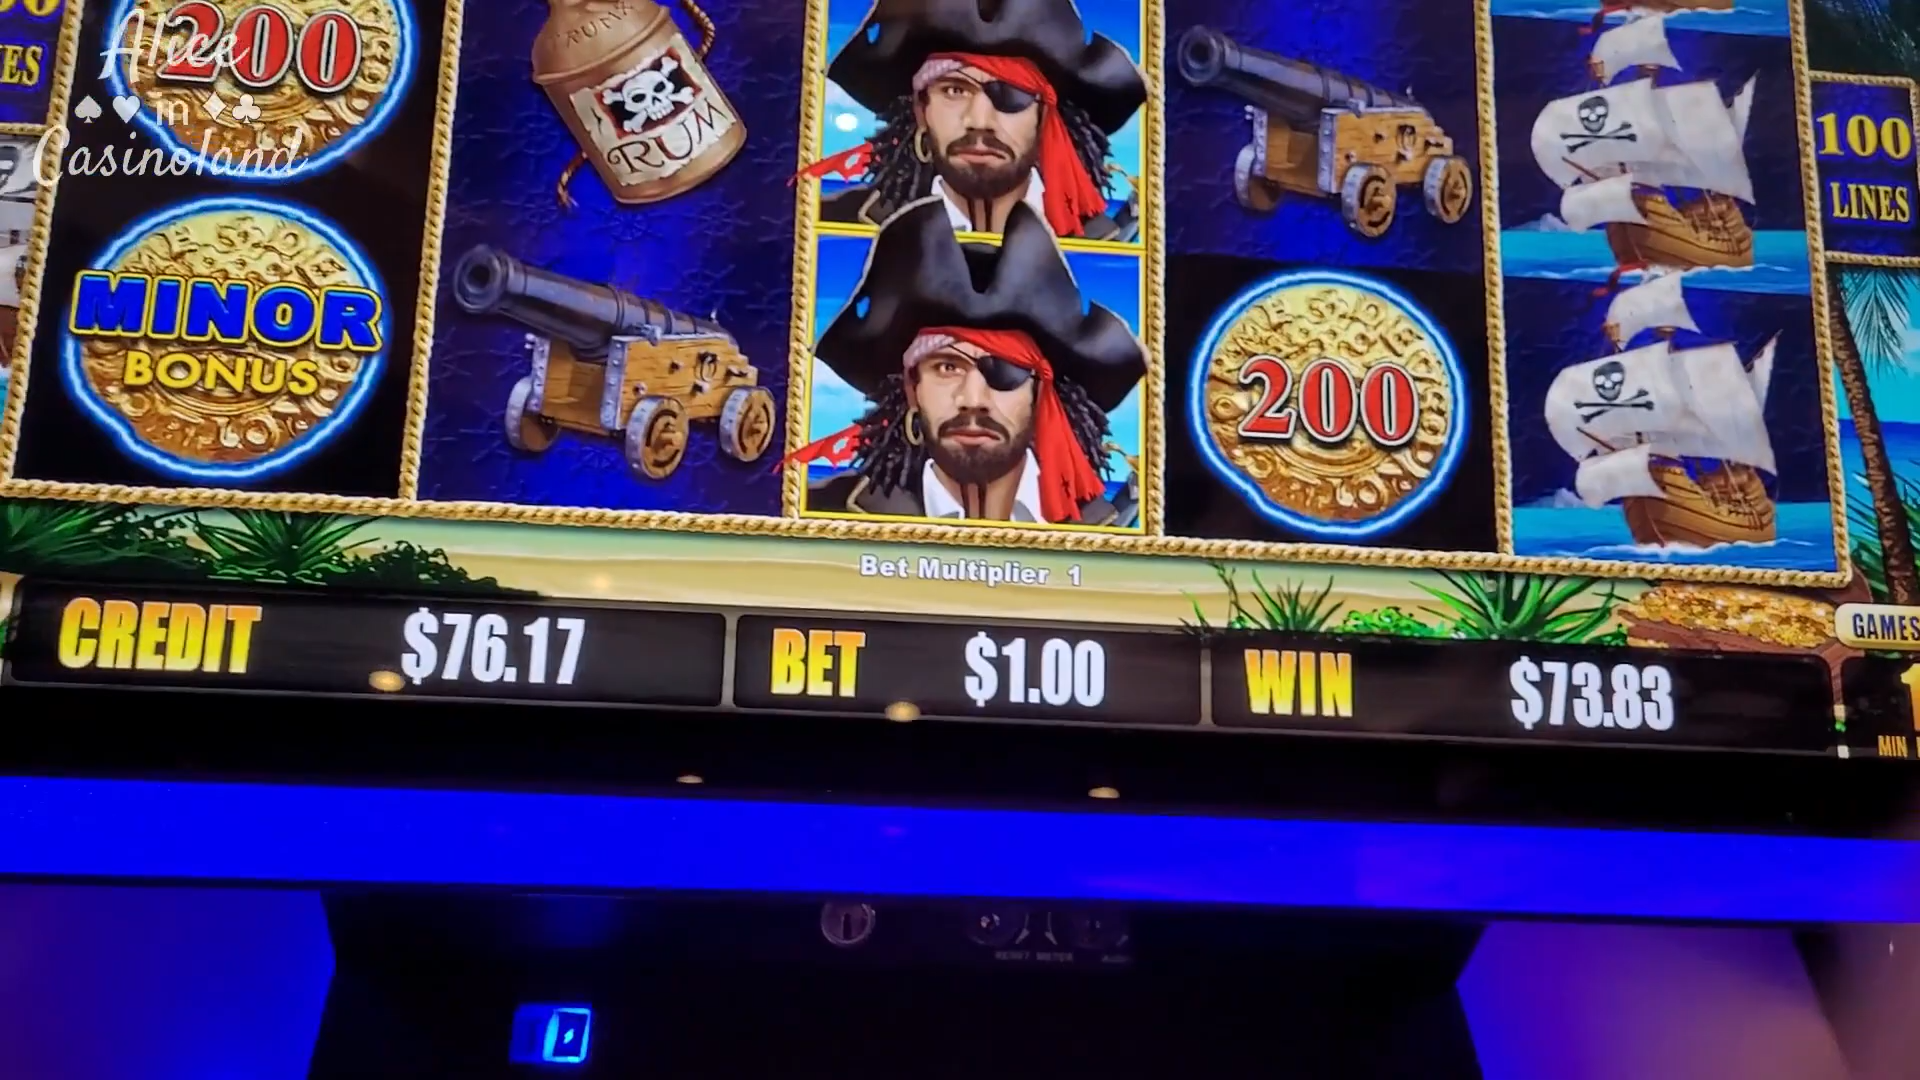 Alice
in
Casinoland
200
RUM
100
LINES
MINOR
BONUS
200
Bet Multiplier 1
CREDIT $76.17 BET $1.00 WIN $73.83
GAMES
MIN